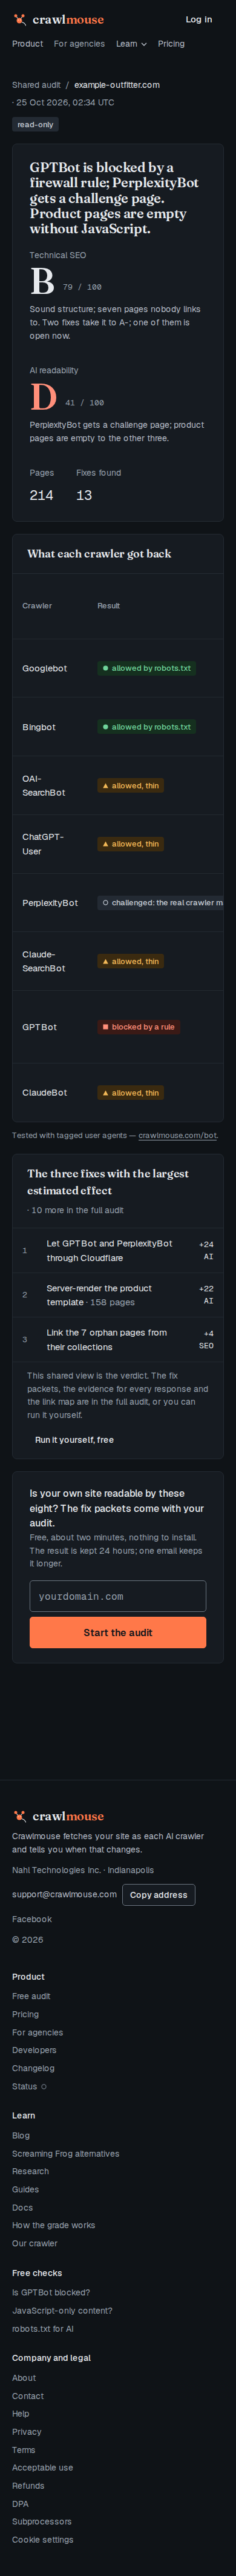 crawlmouse
Log in
Product For agencies Learn Pricing
Shared audit / example-outfitter.com
· 25 Oct 2026, 02:34 UTC
read-only
GPTBot is blocked by a
firewall rule; PerplexityBot
gets a challenge page.
Product pages are empty
without JavaScript.
Technical SEO
B 79 / 100
Sound structure; seven pages nobody links
to. Two fixes take it to A-; one of them is
open now.
AI readability
D 41 / 100
PerplexityBot gets a challenge page; product
pages are empty to the other three.
Pages Fixes found
214 13
What each crawler got back
Crawler Result
Googlebot allowed by robots.txt
Bingbot allowed by robots.txt
OAI-
SearchBot
allowed, thin
ChatGPT-
User
allowed, thin
PerplexityBot challenged: the real crawler m
Claude-
SearchBot
allowed, thin
GPTBot blocked by a rule
ClaudeBot allowed, thin
Tested with tagged user agents — crawlmouse.com/bot.
The three fixes with the largest
estimated effect
· 10 more in the full audit
1 Let GPTBot and PerplexityBot
through Cloudflare
+24
AI
2 Server-render the product
template · 158 pages
+22
AI
3 Link the 7 orphan pages from
their collections
+4
SEO
This shared view is the verdict. The fix
packets, the evidence for every response and
the link map are in the full audit, or you can
run it yourself.
Run it yourself, free
Is your own site readable by these
eight? The fix packets come with your
audit.
Free, about two minutes, nothing to install.
The result is kept 24 hours; one email keeps
it longer.
yourdomain.com
Start the audit
crawlmouse
Crawlmouse fetches your site as each AI crawler
and tells you when that changes.
Nahl Technologies Inc. · Indianapolis
support@crawlmouse.com Copy address
Facebook
© 2026
Product
Free audit
Pricing
For agencies
Developers
Changelog
Status
Learn
Blog
Screaming Frog alternatives
Research
Guides
Docs
How the grade works
Our crawler
Free checks
Is GPTBot blocked?
JavaScript-only content?
robots.txt for AI
Company and legal
About
Contact
Help
Privacy
Terms
Acceptable use
Refunds
DPA
Subprocessors
Cookie settings